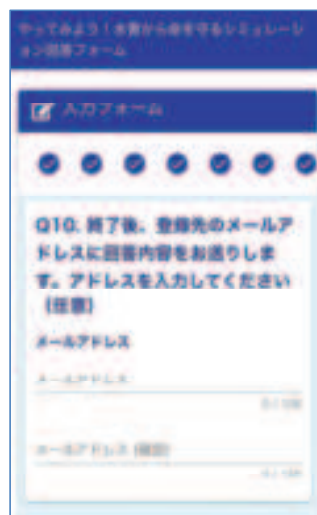 やってみよう！水害から命を守るシミュレーシ
ョン回答フォーム
入力フォーム
Q10. 終了後、登録先のメールア
ドレスに回答内容をお送りしま
す。アドレスを入力してください
（任意）
メールアドレス
メールアドレス
メールアドレス (確認)